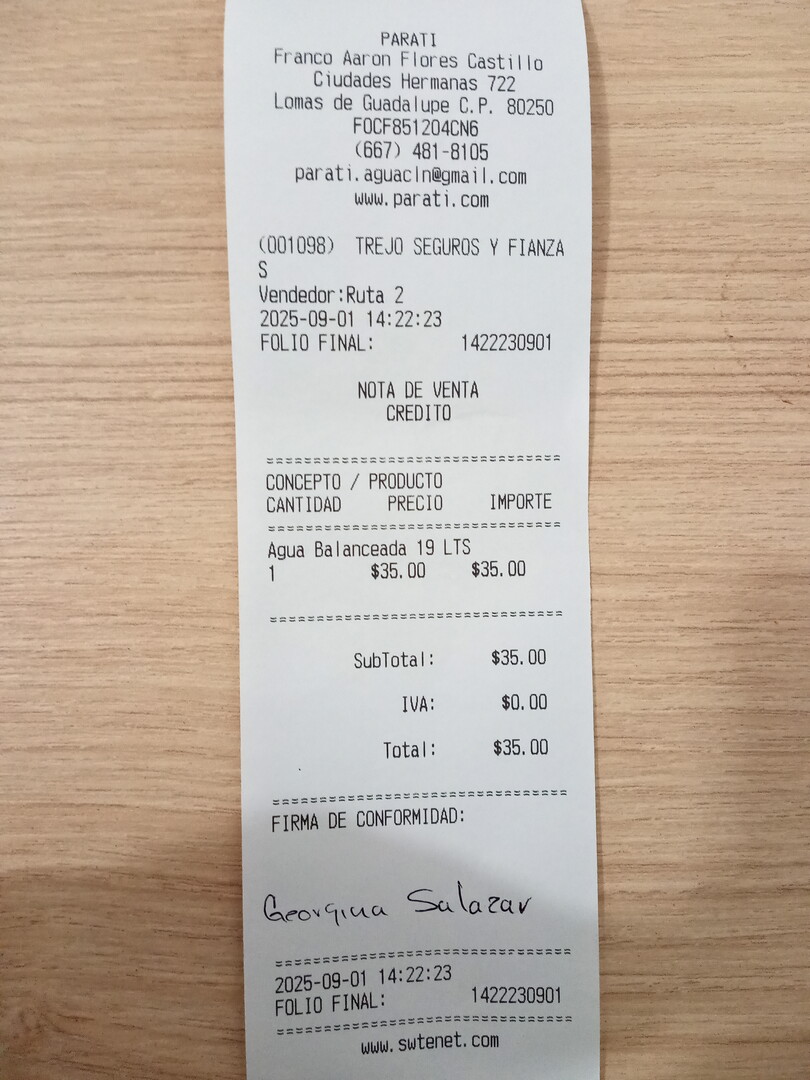 PARATI
Franco Aaron Flores Castillo
Ciudades Hermanas 722
Lomas de Guadalupe C.P. 80250
FOCF851204CN6
(667) 481-8105
parati.aguacln@gmail.com
www.parati.com
(001098) TREJO SEGUROS Y FIANZA
S
Vendedor:Ruta 2
2025-09-01 14:22:23
FOLIO FINAL: 1422230901
NOTA DE VENTA
CREDITO
==============================
CONCEPTO / PRODUCTO
CANTIDAD PRECIO IMPORTE
==============================
Agua Balanceada 19 LTS
1 $35.00 $35.00
==============================
SubTotal: $35.00
IVA: $0.00
Total: $35.00
==============================
FIRMA DE CONFORMIDAD:
Georgina Salazar
==============================
2025-09-01 14:22:23
FOLIO FINAL: 1422230901
==============================
www.swtenet.com